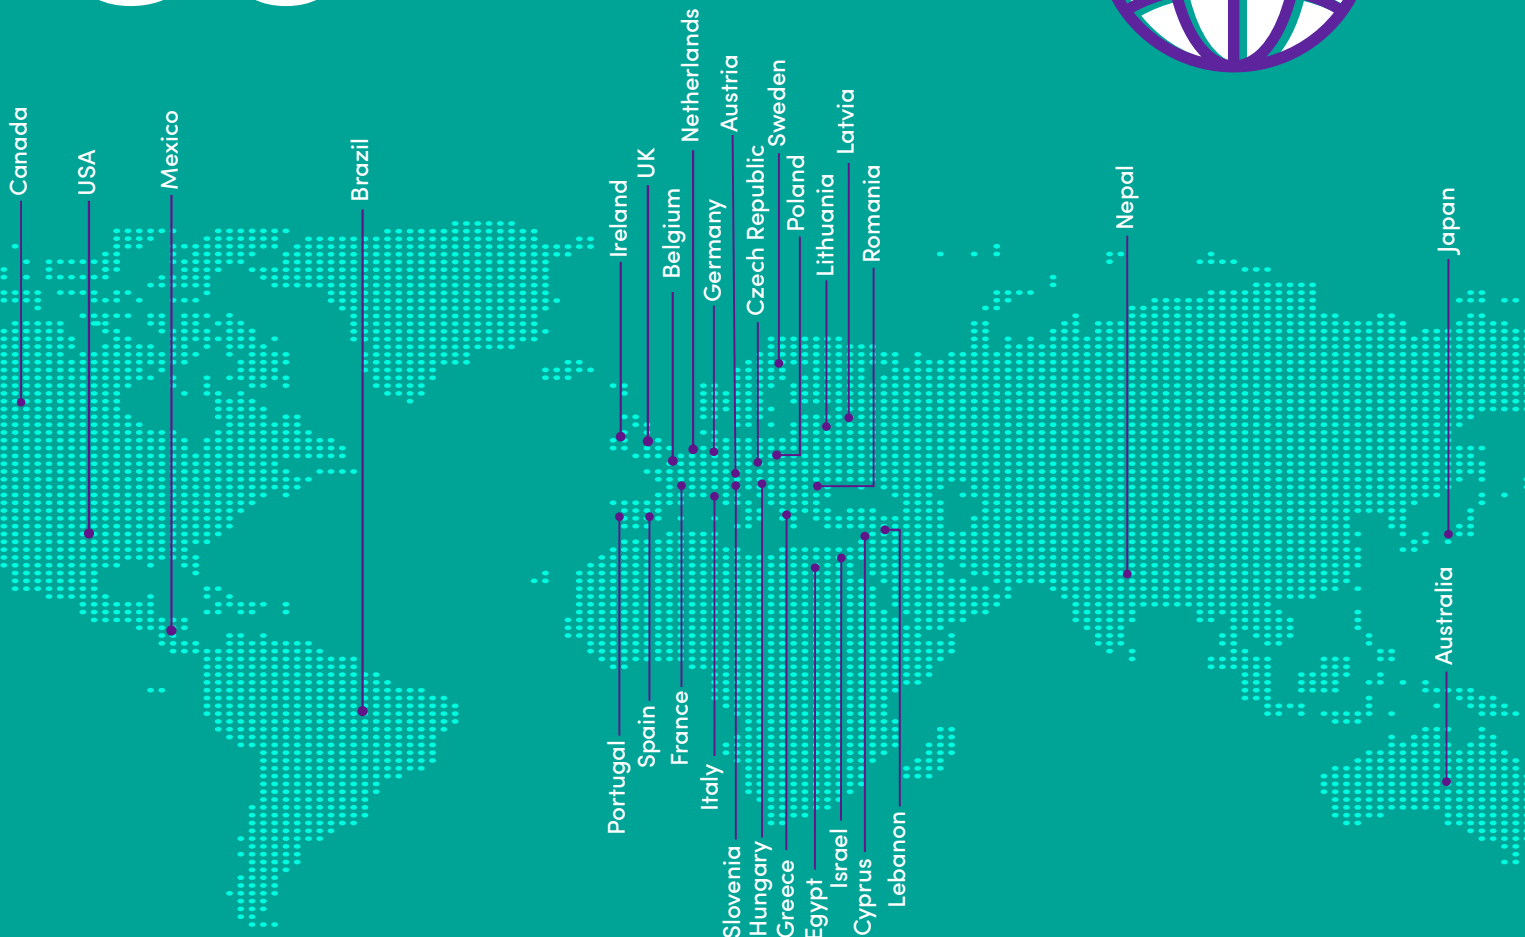 Canada
USA
Mexico
Brazil
Ireland
UK
Belgium
Netherlands
Germany
Austria
Czech Republic
Sweden
Poland
Lithuania
Latvia
Romania
Nepal
Japan
Portugal
Spain
France
Italy
Slovenia
Hungary
Greece
Egypt
Israel
Cyprus
Lebanon
Australia